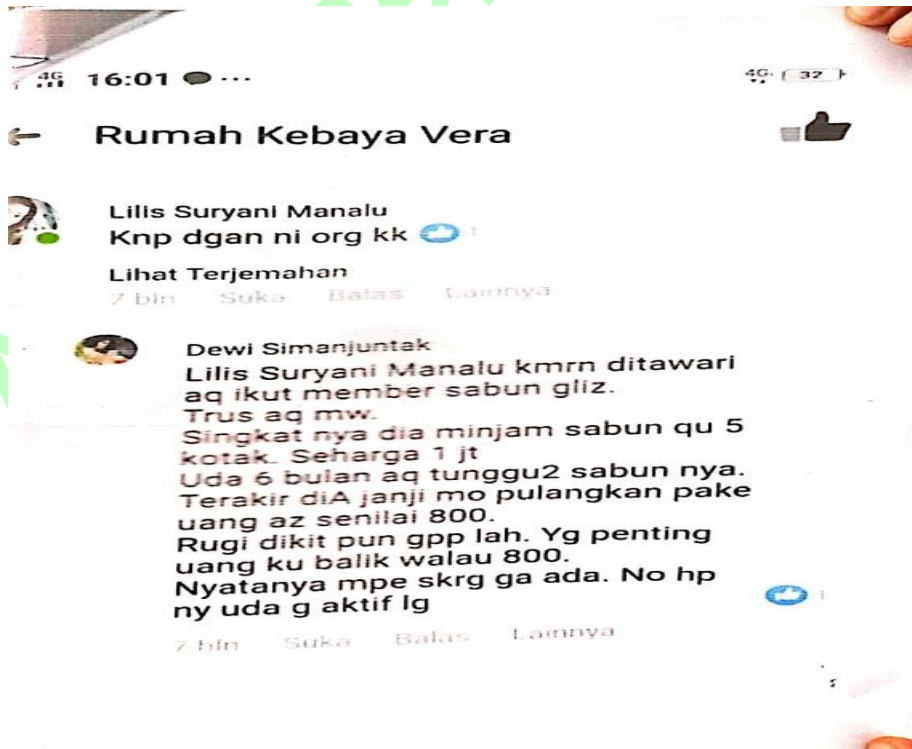 4G 16:01 ... 4G 32
Rumah Kebaya Vera
Lilis Suryani Manalu
Knp dgan ni org kk 1
Lihat Terjemahan
7 bln Suka Balas Lainnya
Dewi Simanjuntak
Lilis Suryani Manalu kmrn ditawari
aq ikut member sabun gliz.
Trus aq mw.
Singkat nya dia minjam sabun qu 5
kotak. Seharga 1 jt
Uda 6 bulan aq tunggu2 sabun nya.
Terakir diA janji mo pulangkan pake
uang az senilai 800.
Rugi dikit pun gpp lah. Yg penting
uang ku balik walau 800.
Nyatanya mpe skrg ga ada. No hp
ny uda g aktif lg
1
7 bln Suka Balas Lainnya